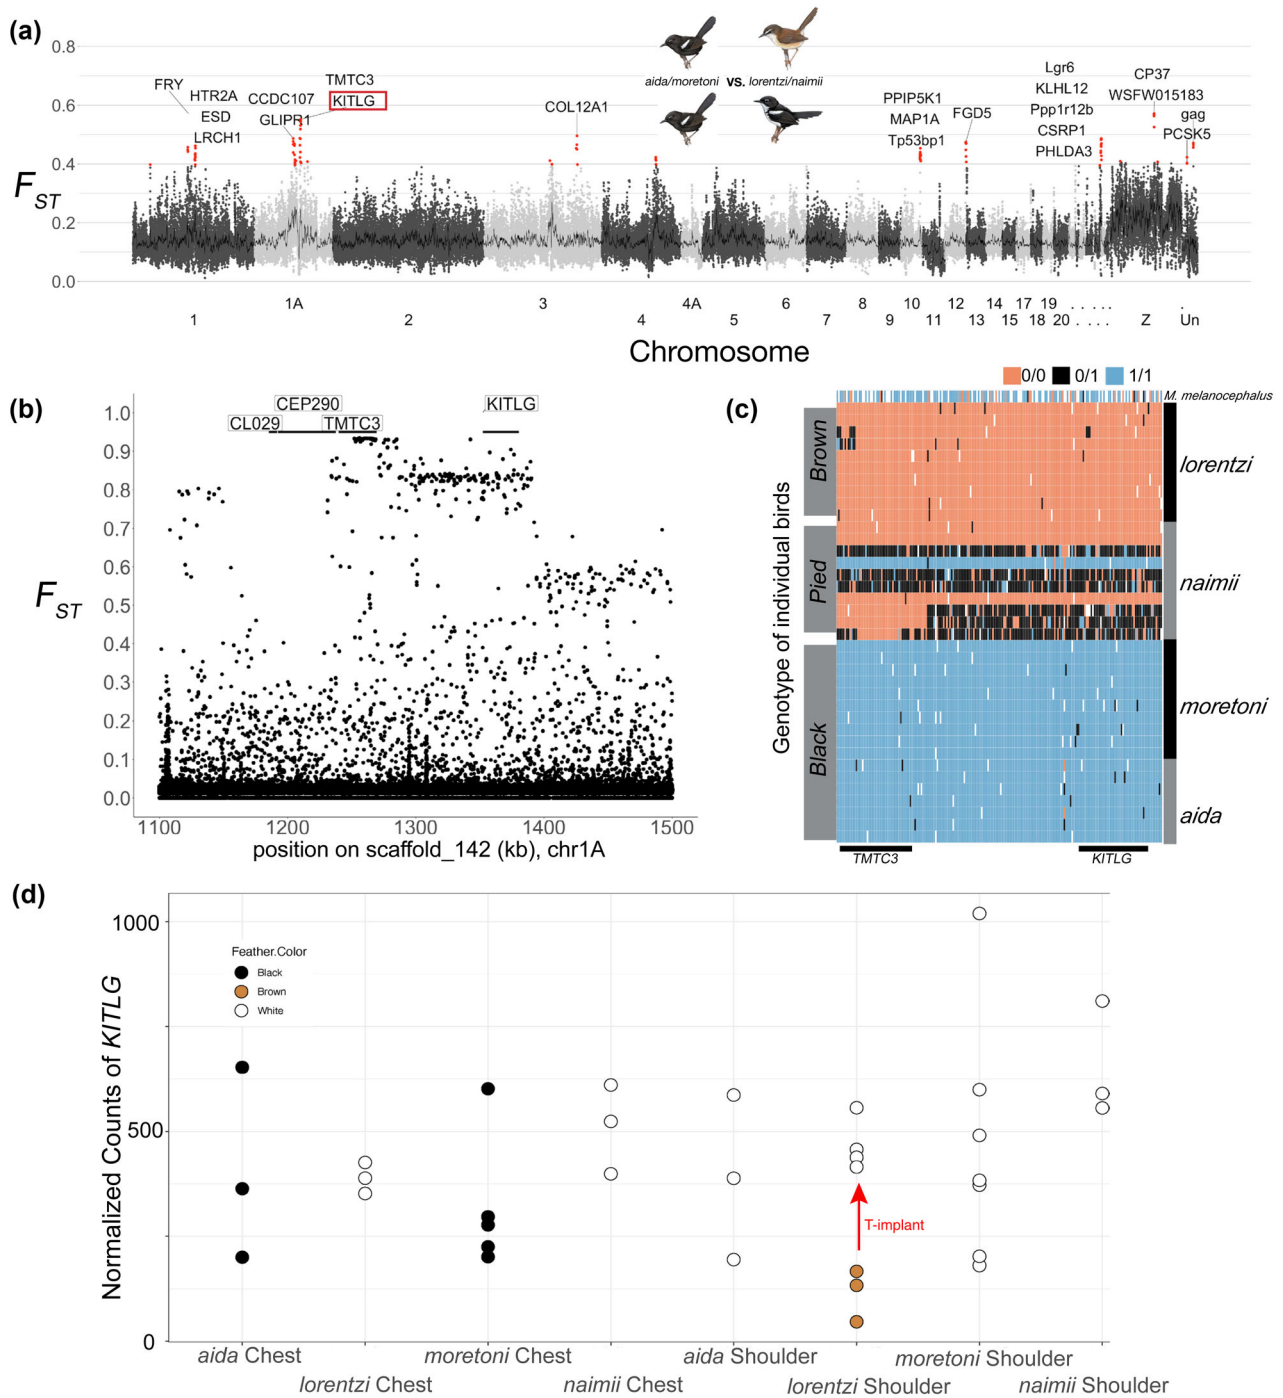 (a)
0.8
0.6
0.4
0.2
0.0
F_ST
FRY
HTR2A
ESD
LRCH1
CCDC107
GLIPR1
TMTC3
KITLG
COL12A1
aida/moretoni vs. lorentzi/naimii
PPIP5K1
MAP1A
Tp53bp1
FGD5
Lgr6
KLHL12
Ppp1r12b
CSRP1
PHLDA3
CP37
WSFW015183
gag
PCSK5
1A 3 4A 6 8 10 12 14 17 19 . . . . . .
1 2 4 5 7 9 11 13 15 18 20 . . . . Z Un
Chromosome
(b)
1.0
0.9
0.8
0.7
0.6
0.5
0.4
0.3
0.2
0.1
0.0
F_ST
CEP290
CL029
TMTC3
KITLG
1100 1200 1300 1400 1500
position on scaffold_142 (kb), chr1A
(c)
0/0 0/1 1/1
M. melanocephalus
Genotype of individual birds
Brown
Pied
Black
lorentzi
naimii
moretoni
aida
TMTC3
KITLG
(d)
Normalized Counts of KITLG
1000
500
0
Feather.Color
Black
Brown
White
T-implant
aida Chest
lorentzi Chest
moretoni Chest
naimii Chest
aida Shoulder
lorentzi Shoulder
moretoni Shoulder
naimii Shoulder